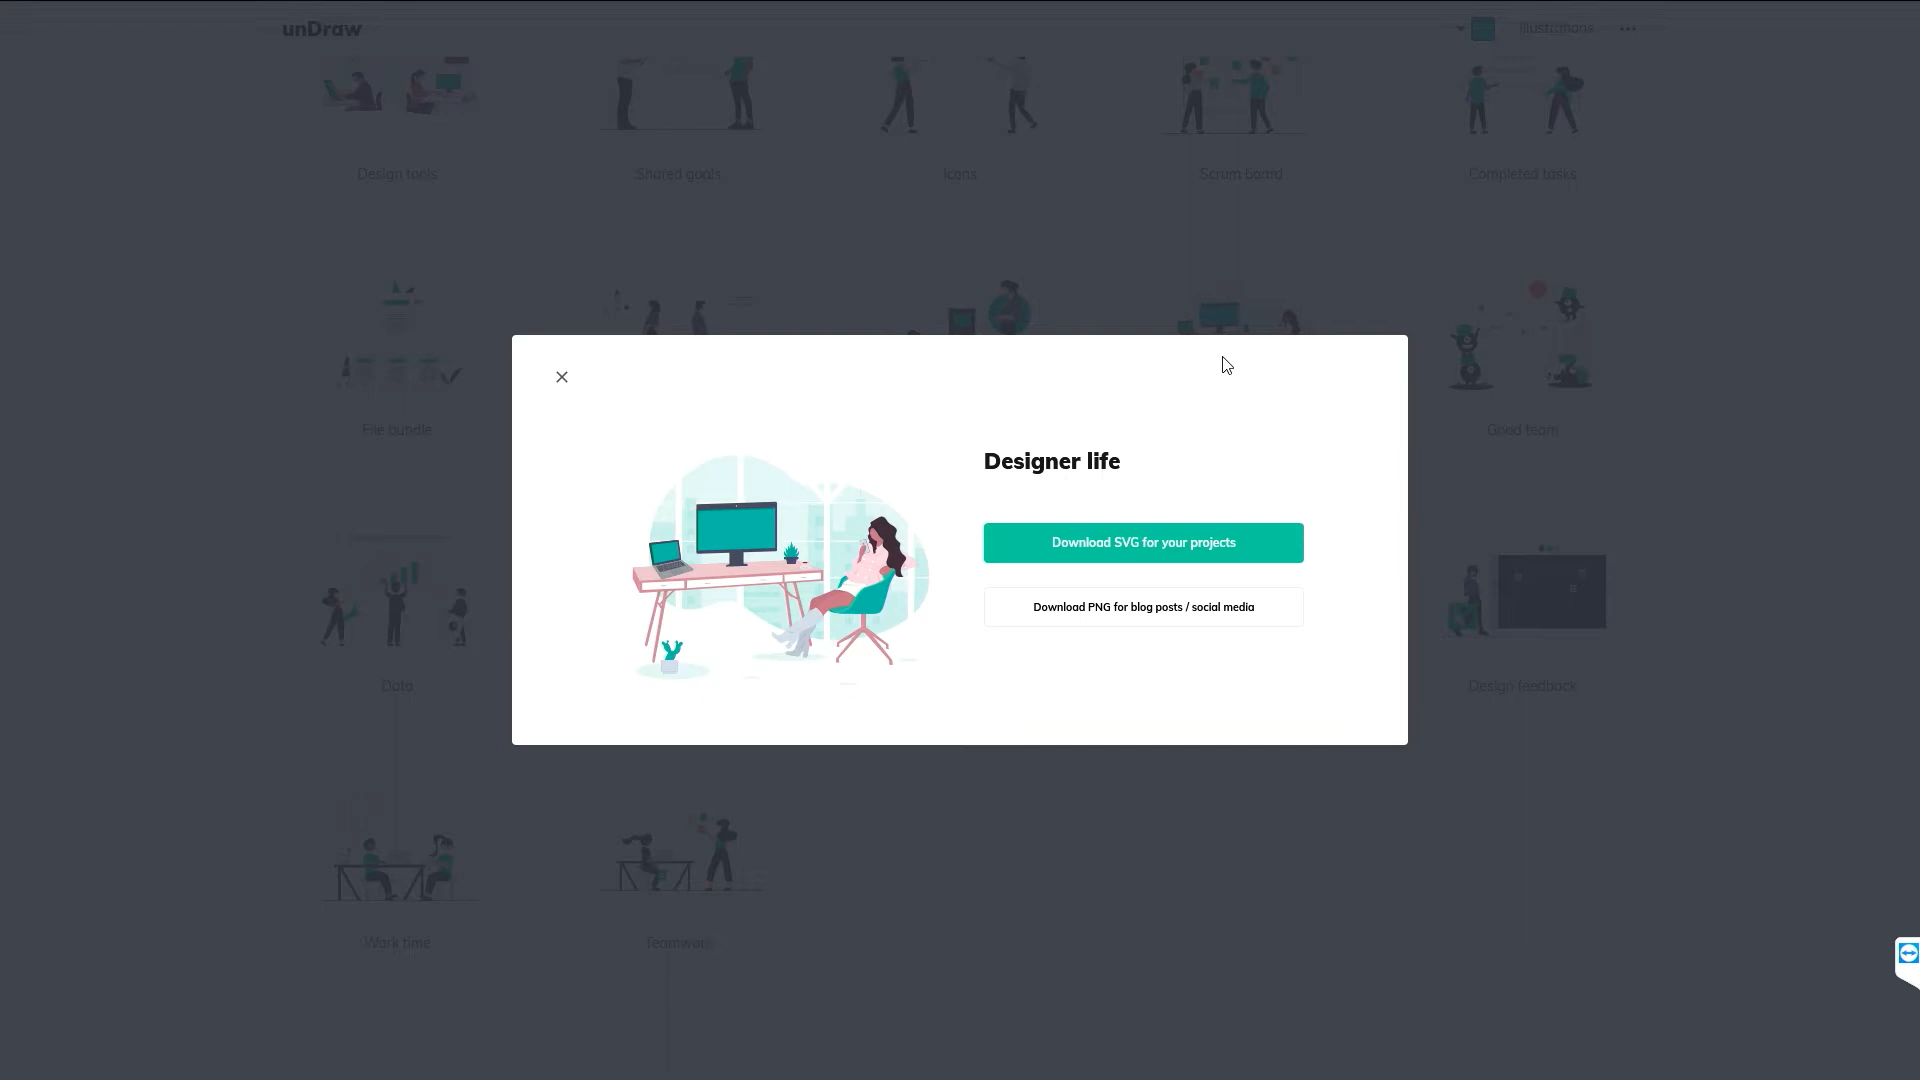 unDraw
Illustrations
Design tools
Shared goals
Icons
Scrum board
Completed tasks
File bundle
Good team
Designer life
Download SVG for your projects
Download PNG for blog posts / social media
Data
Design feedback
Work time
Teamwork